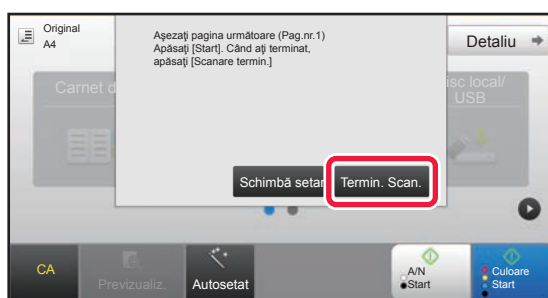 Original
A4
Aşezaţi pagina următoare (Pag.nr.1)
Apăsaţi [Start]. Când aţi terminat,
apăsaţi [Scanare termin.]
Detaliu
Carnet d
isc local/
USB
Schimbă setar
Termin. Scan.
CA
Previzualiz.
Autosetat
A/N
Start
Culoare
Start